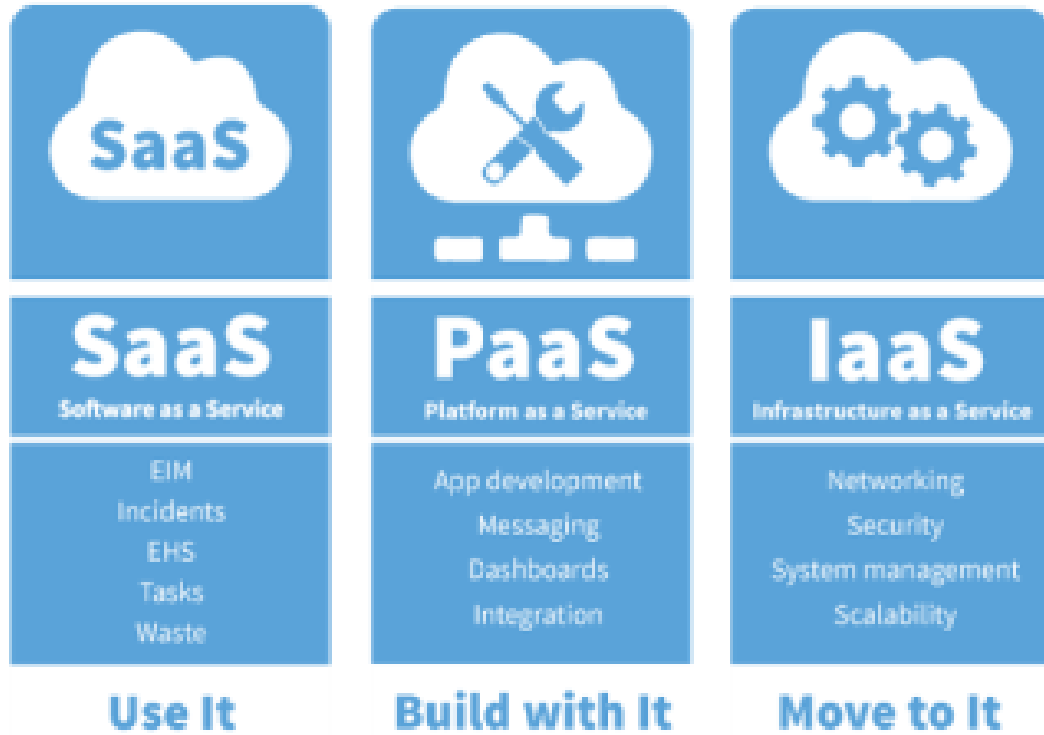 SaaS
SaaS
Software as a Service
EIM
Incidents
EHS
Tasks
Waste
Use It
PaaS
Platform as a Service
App development
Messaging
Dashboards
Integration
Build with It
IaaS
Infrastructure as a Service
Networking
Security
System management
Scalability
Move to It